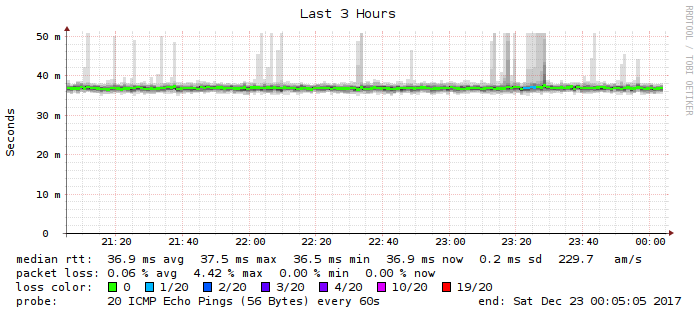 Last 3 Hours
RRDTOOL / TOBI OETIKER
Seconds
50 m
40 m
30 m
20 m
10 m
0
21:20 21:40 22:00 22:20 22:40 23:00 23:20 23:40 00:00
median rtt: 36.9 ms avg 37.5 ms max 36.5 ms min 36.9 ms now 0.2 ms sd 229.7 am/s
packet loss: 0.06 % avg 4.42 % max 0.00 % min 0.00 % now
loss color: 0 1/20 2/20 3/20 4/20 10/20 19/20
probe: 20 ICMP Echo Pings (56 Bytes) every 60s end: Sat Dec 23 00:05:05 2017